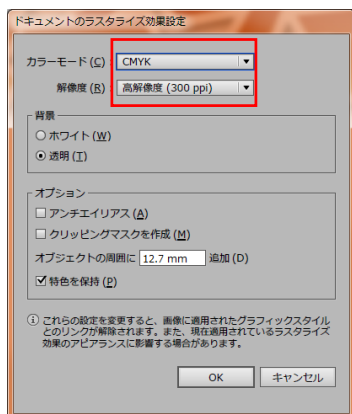 ドキュメントのラスタライズ効果設定
カラーモード (C) : CMYK
解像度 (R) : 高解像度 (300 ppi)
背景
ホワイト (W)
透明 (T)
オプション
アンチエイリアス (A)
クリッピングマスクを作成 (M)
オブジェクトの周囲に 12.7 mm 追加 (D)
特色を保持 (P)
これらの設定を変更すると、画像に適用されたグラフィックスタイル
とのリンクが解除されます。また、現在適用されているラスタライズ
効果のアピアランスに影響する場合があります。
OK キャンセル